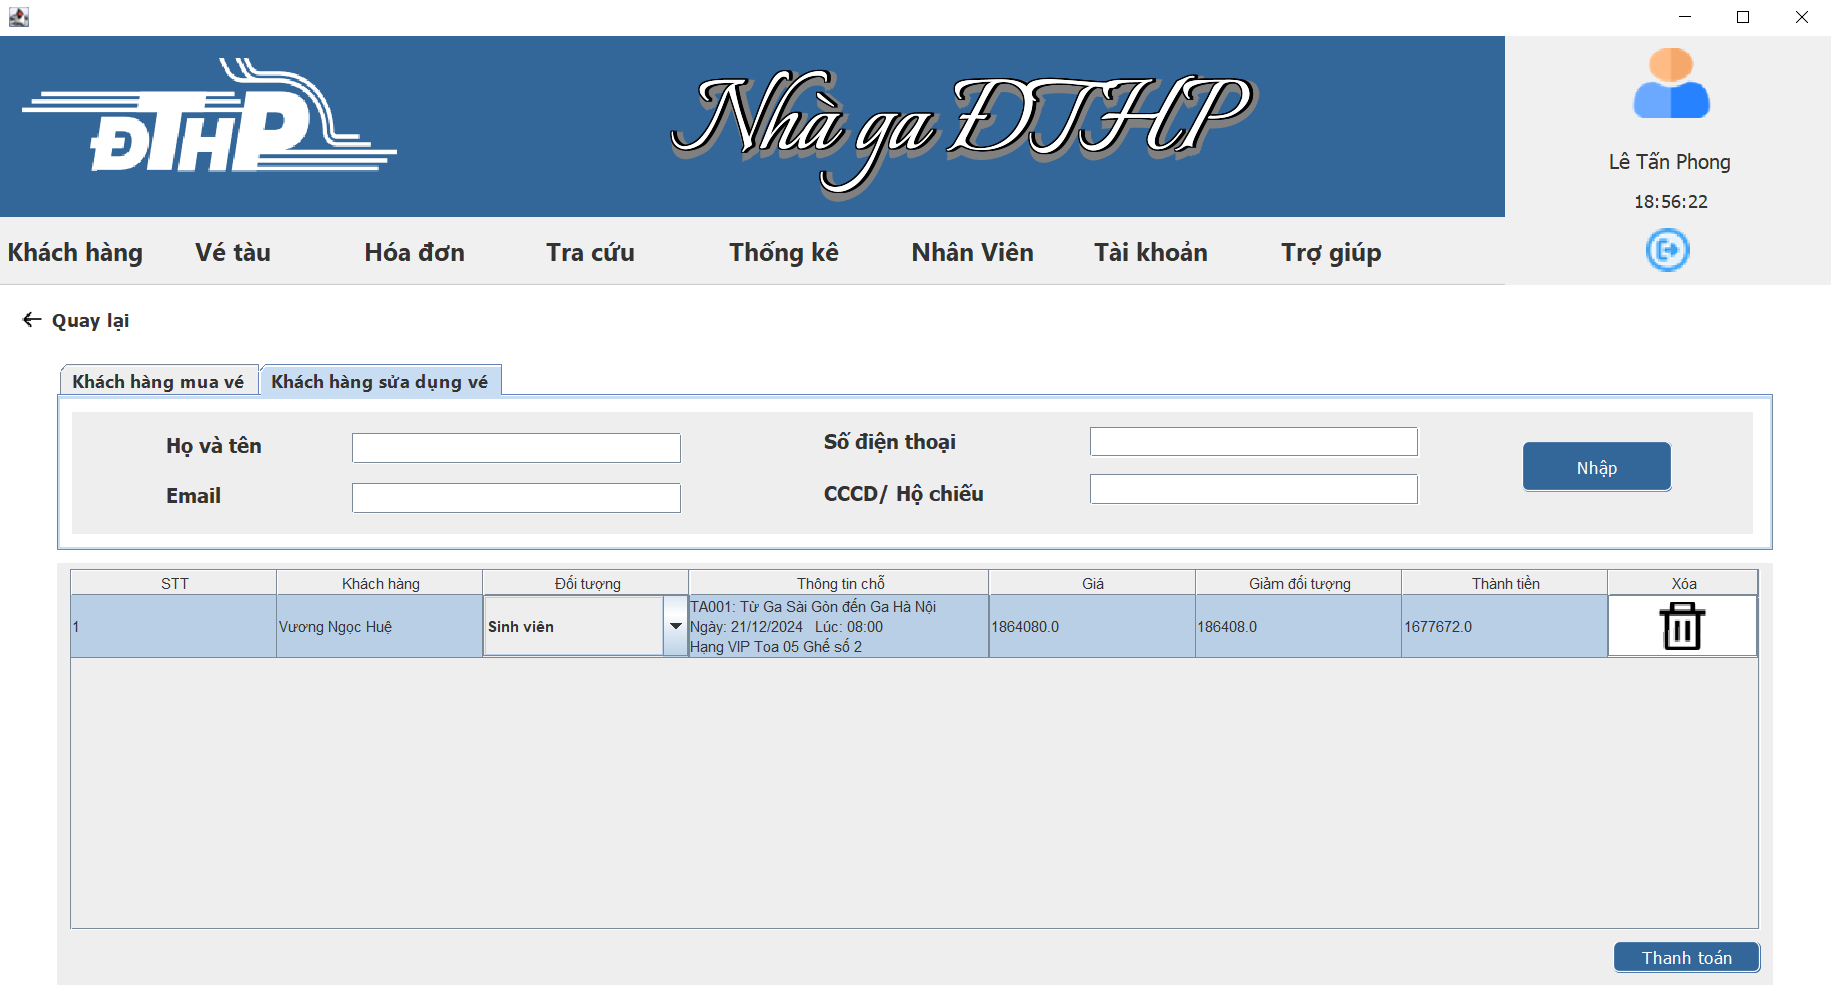 ĐTHP
Nhà ga ĐTHP
Lê Tấn Phong
18:56:22
Khách hàng Vé tàu Hóa đơn Tra cứu Thống kê Nhân Viên Tài khoản Trợ giúp
Quay lại
Khách hàng mua vé Khách hàng sửa dụng vé
Họ và tên Số điện thoại
Nhập
Email CCCD/ Hộ chiếu
STT Khách hàng Đối tượng Thông tin chỗ Giá Giảm đối tượng Thành tiền Xóa
TA001: Từ Ga Sài Gòn đến Ga Hà Nội
1 Vương Ngọc Huệ Sinh viên Ngày: 21/12/2024 Lúc: 08:00 1864080.0 186408.0 1677672.0
Hạng VIP Toa 05 Ghế số 2
Thanh toán